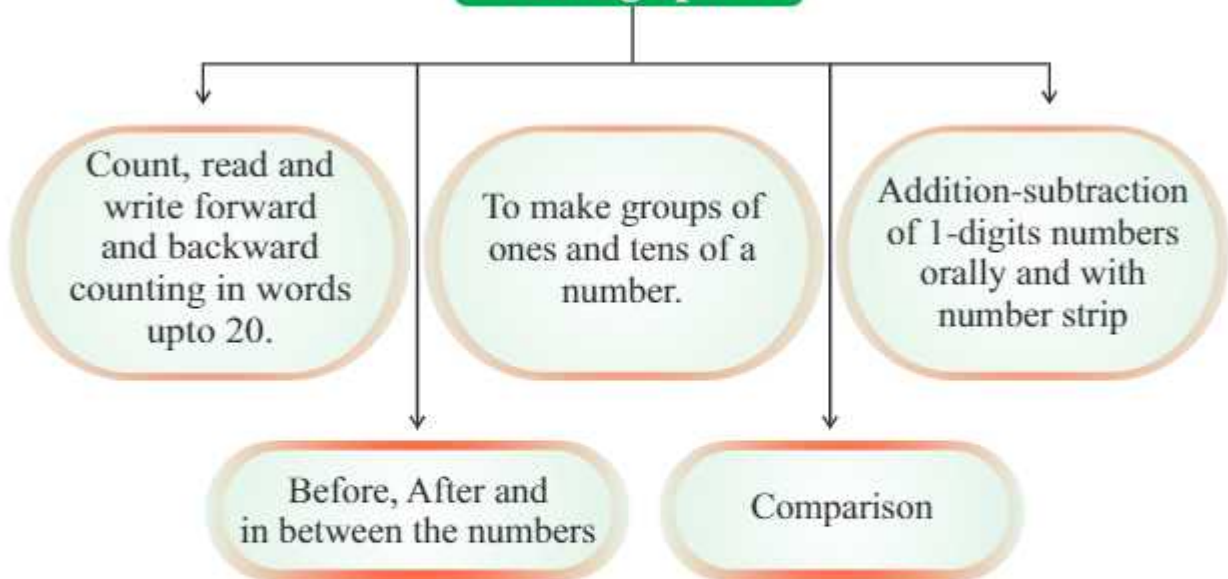 Count, read and
write forward
and backward
counting in words
upto 20.
To make groups of
ones and tens of a
number.
Addition-subtraction
of 1-digits numbers
orally and with
number strip
Before, After and
in between the numbers
Comparison